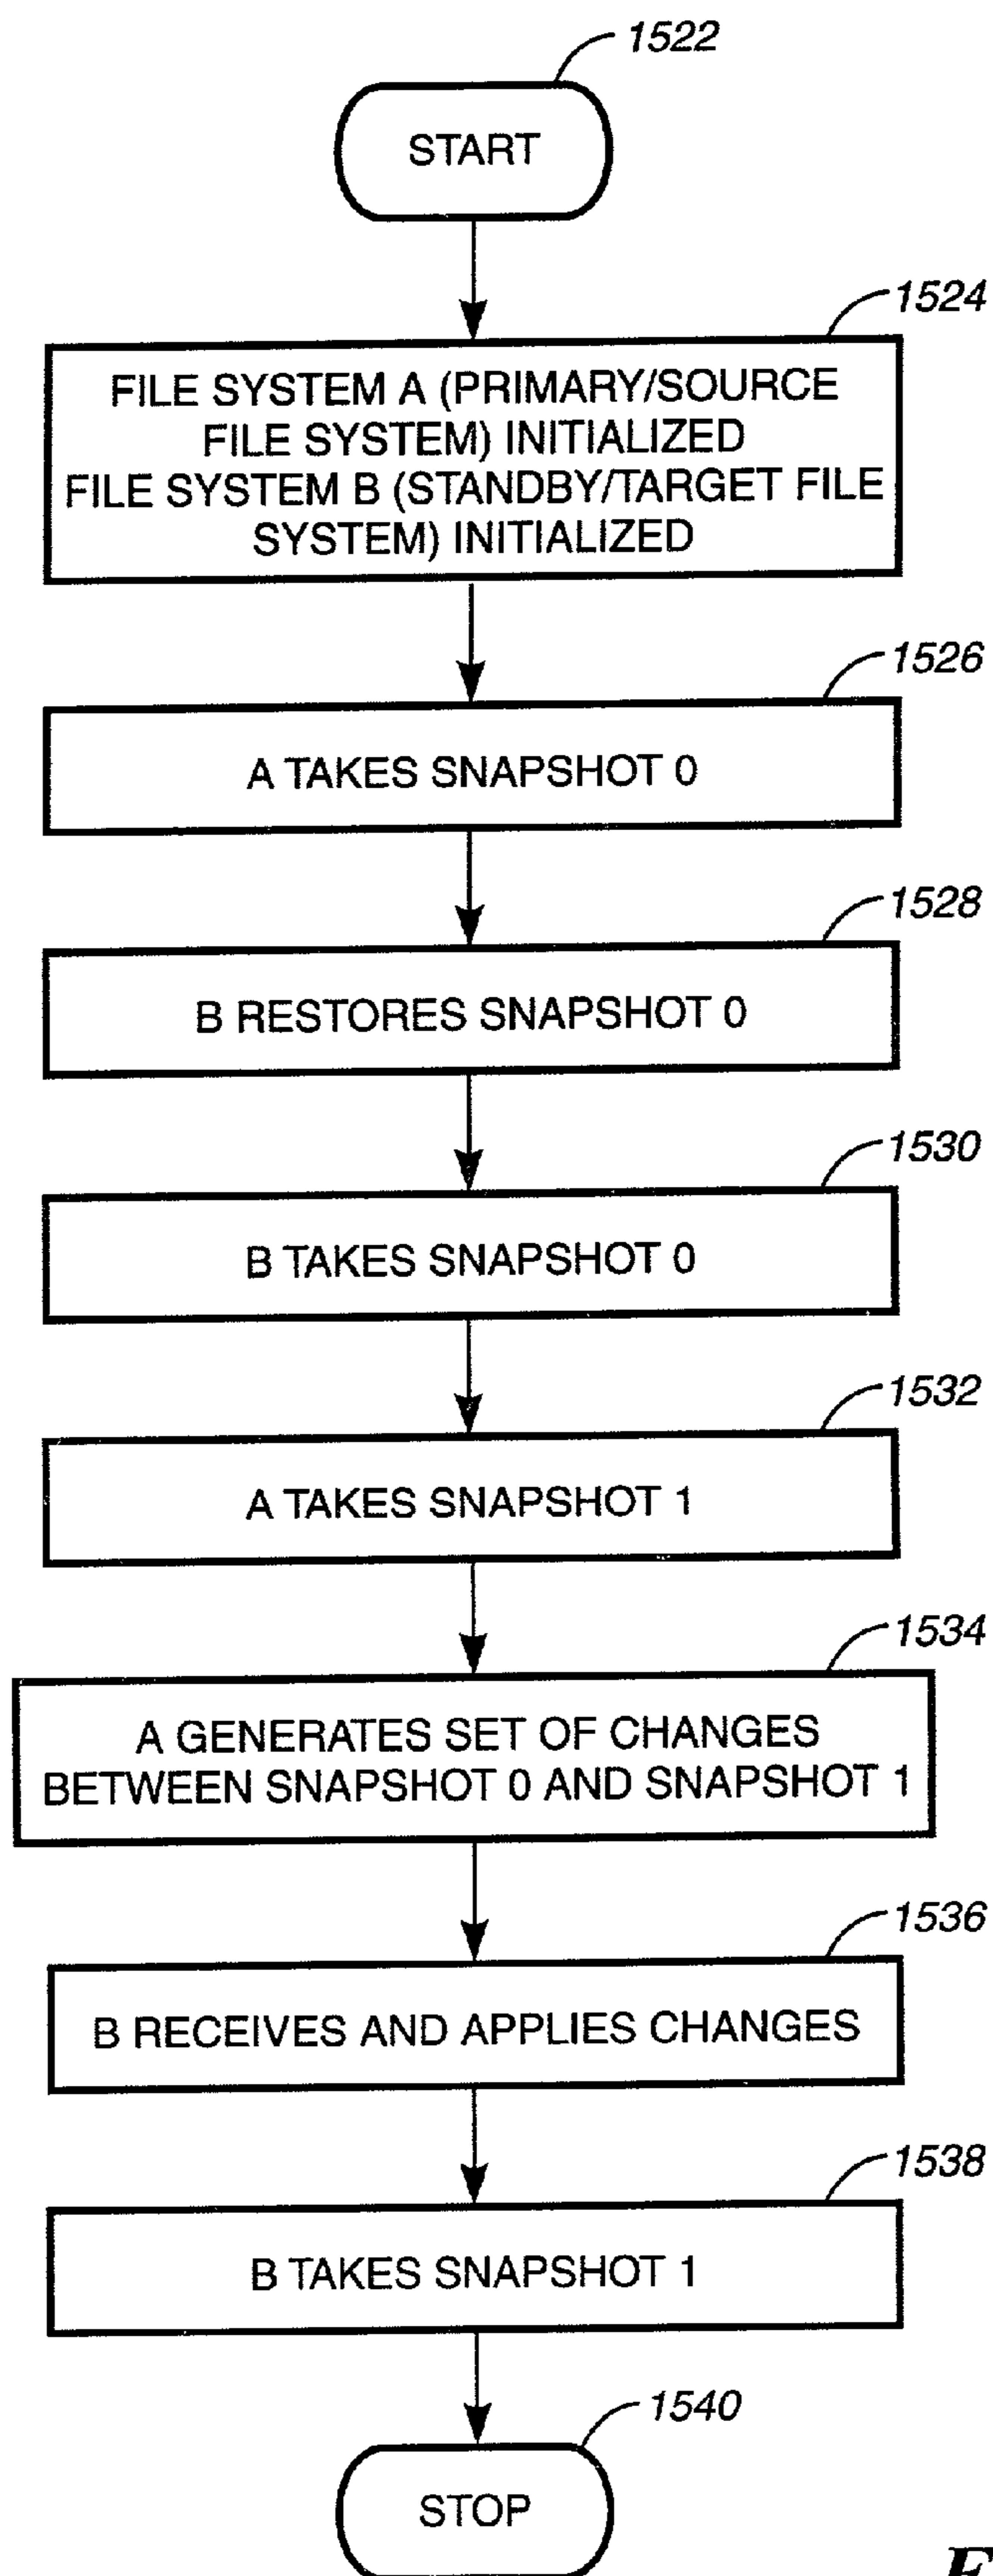 1522
START
1524
FILE SYSTEM A (PRIMARY/SOURCE
FILE SYSTEM) INITIALIZED
FILE SYSTEM B (STANDBY/TARGET FILE
SYSTEM) INITIALIZED
1526
A TAKES SNAPSHOT 0
1528
B RESTORES SNAPSHOT 0
1530
B TAKES SNAPSHOT 0
1532
A TAKES SNAPSHOT 1
1534
A GENERATES SET OF CHANGES
BETWEEN SNAPSHOT 0 AND SNAPSHOT 1
1536
B RECEIVES AND APPLIES CHANGES
1538
B TAKES SNAPSHOT 1
1540
STOP